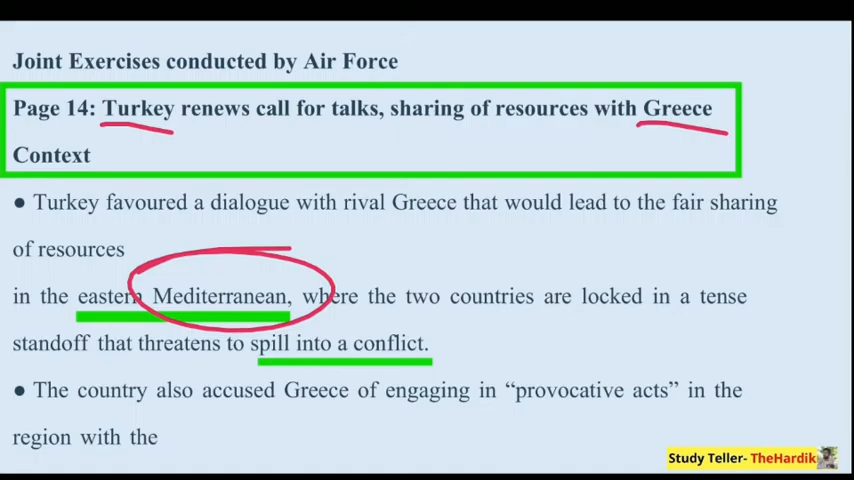 Joint Exercises conducted by Air Force
Page 14: Turkey renews call for talks, sharing of resources with Greece
Context
● Turkey favoured a dialogue with rival Greece that would lead to the fair sharing
of resources
in the eastern Mediterranean, where the two countries are locked in a tense
standoff that threatens to spill into a conflict.
● The country also accused Greece of engaging in “provocative acts” in the
region with the
Study Teller- TheHardik